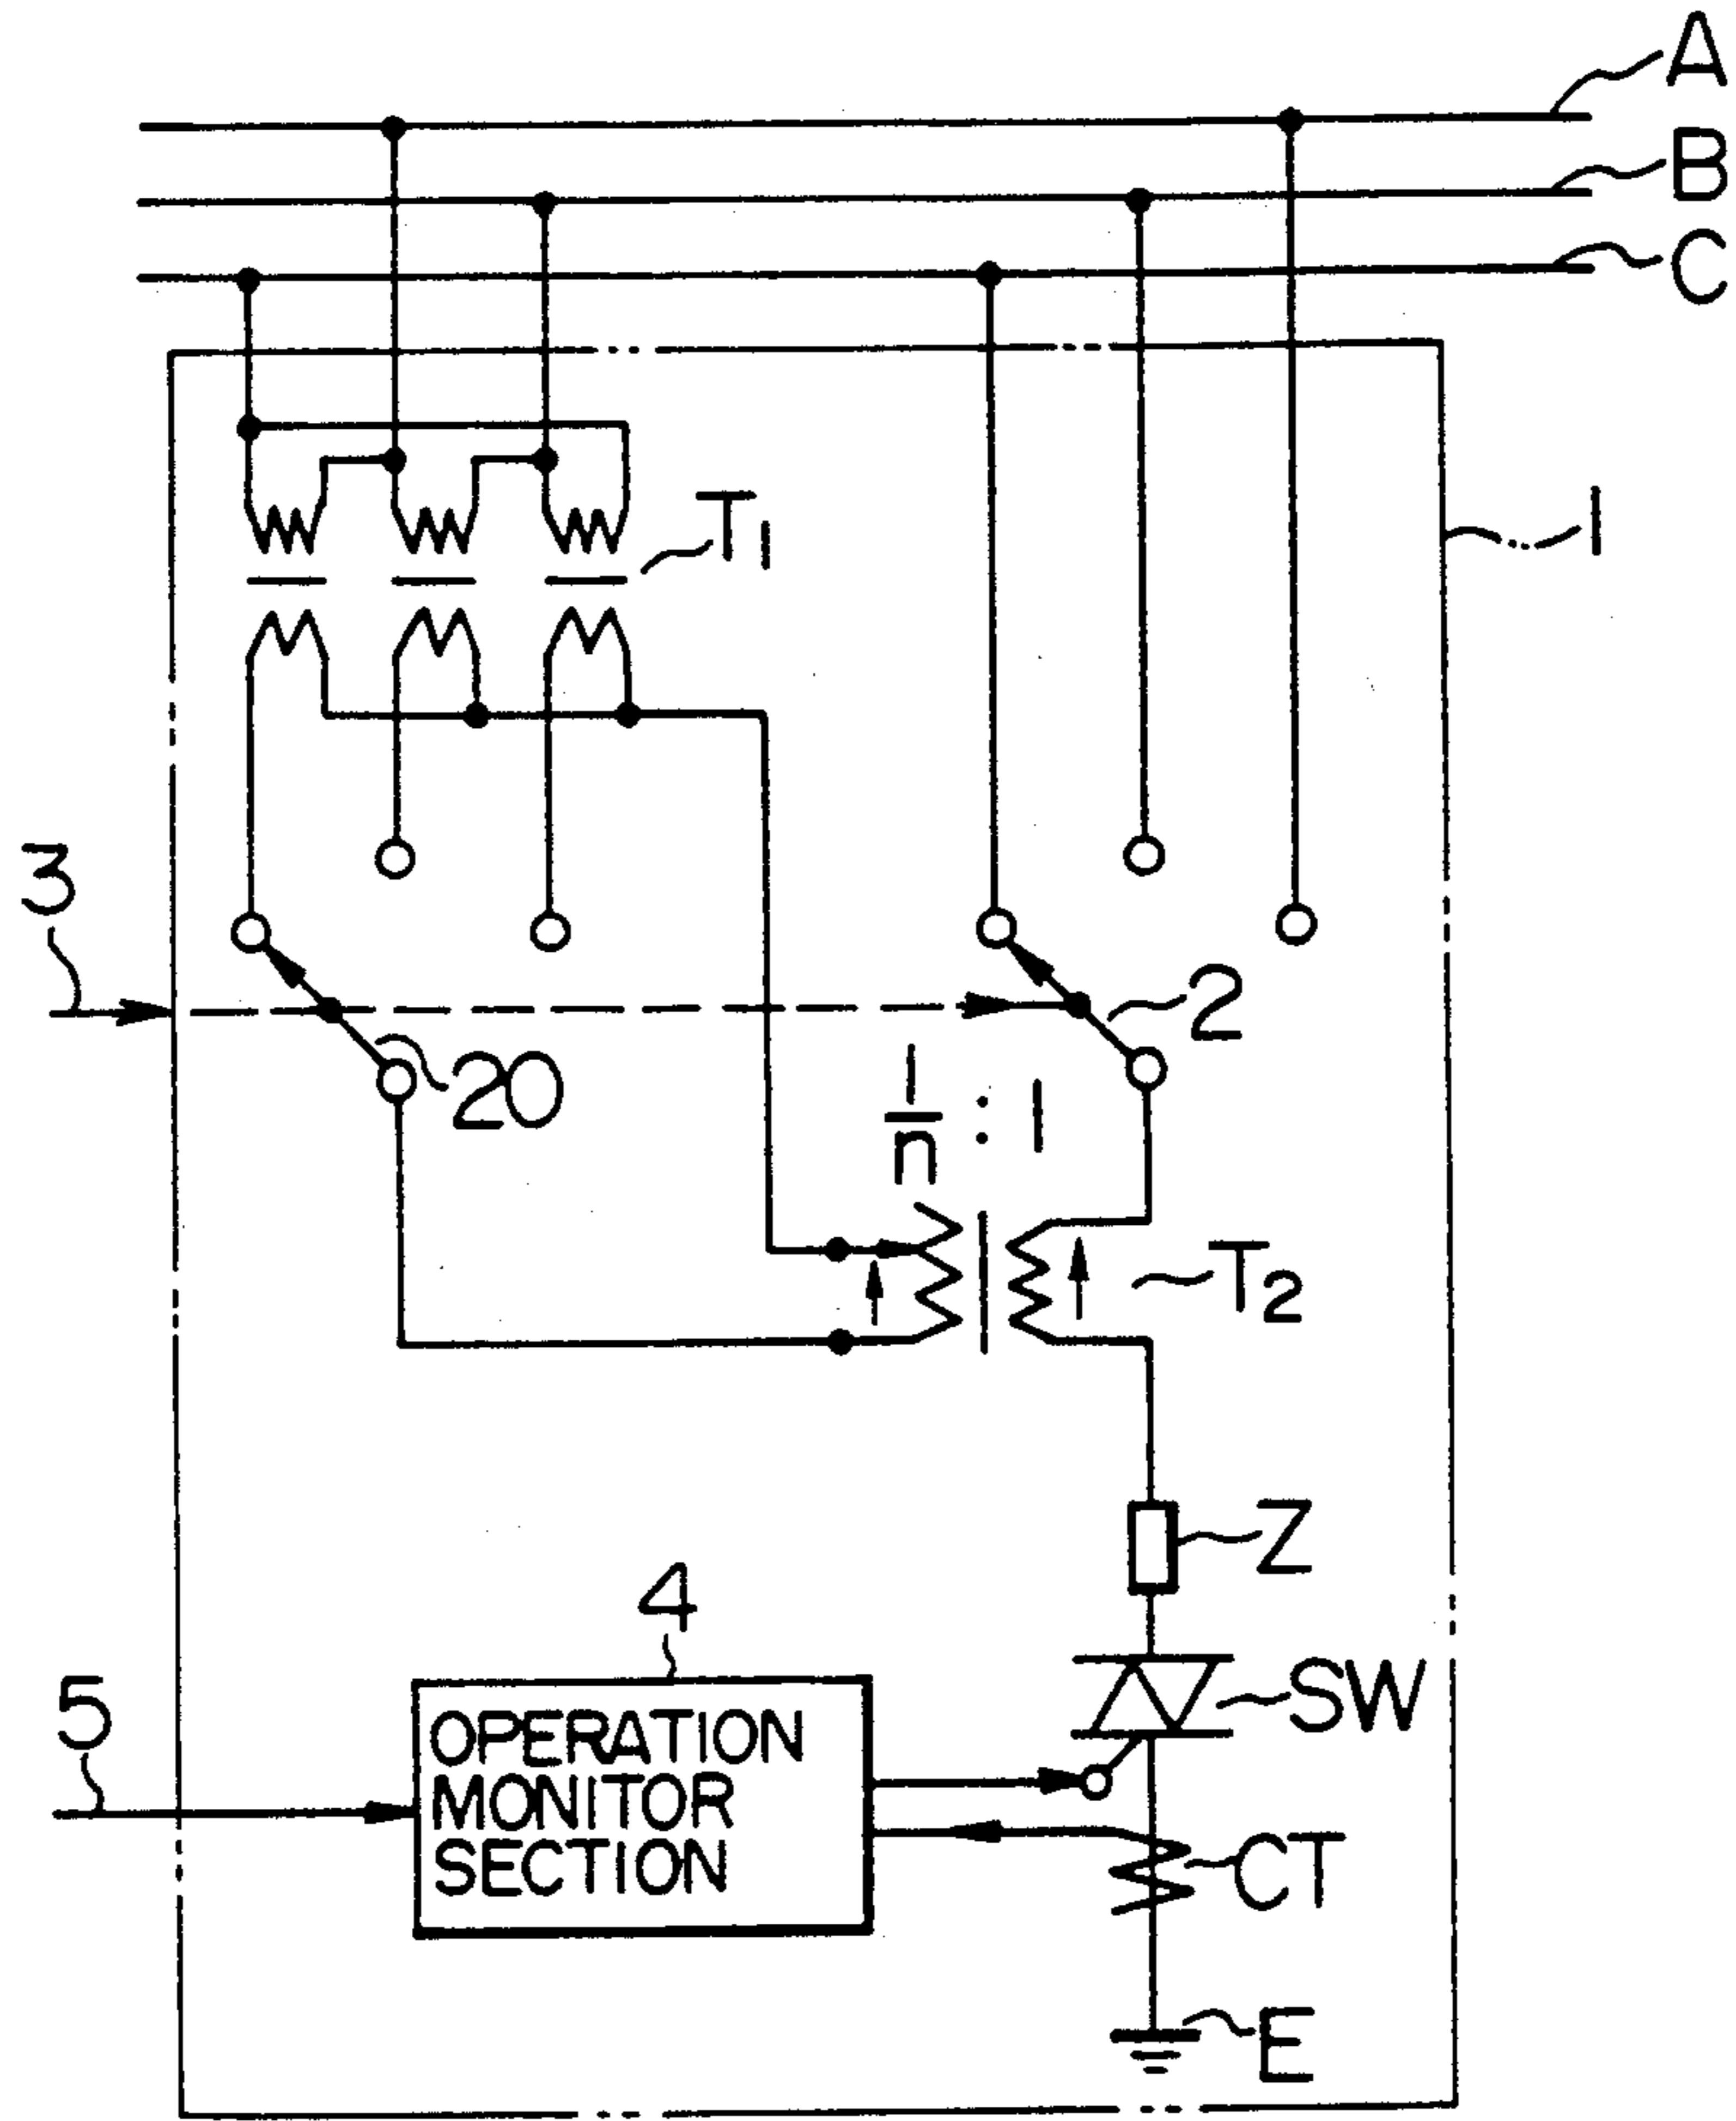 A
B
C
T1
1
3
2
20
1/n : 1
T2
Z
4
SW
5
OPERATION
MONITOR
SECTION
CT
E